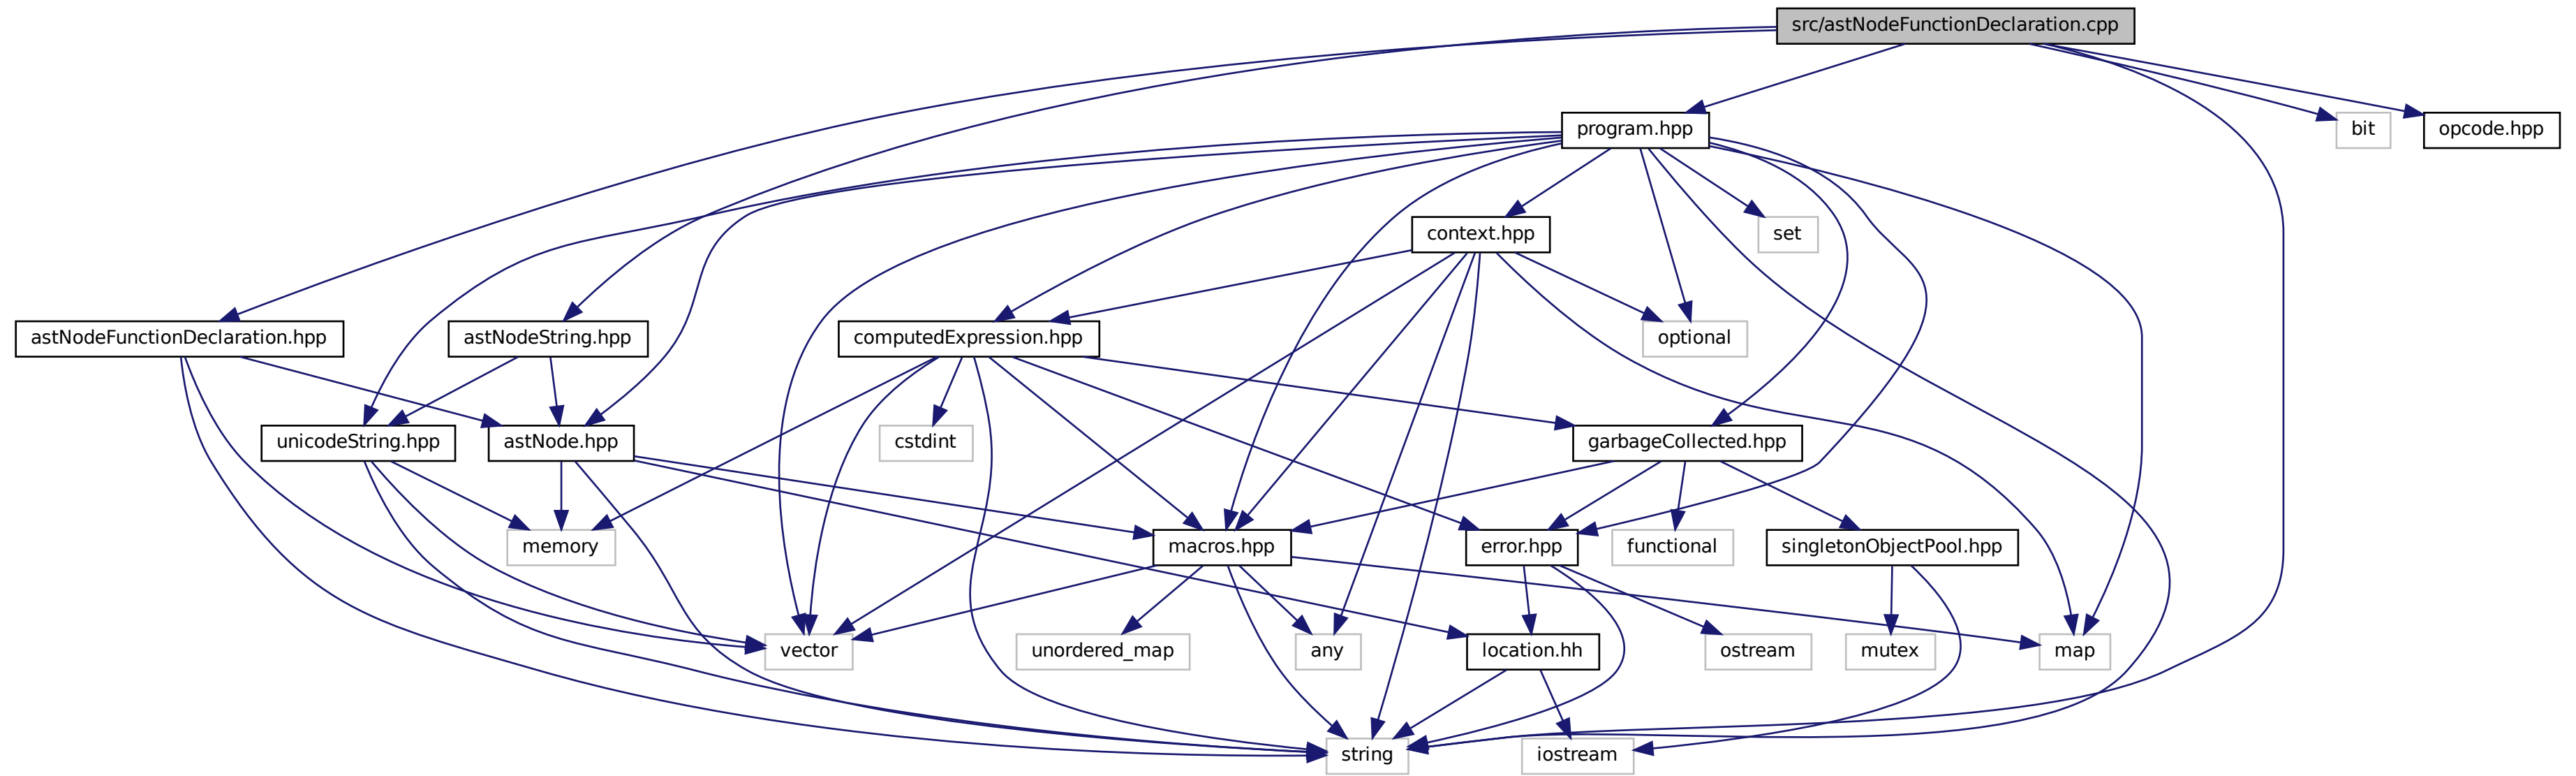 src/astNodeFunctionDeclaration.cpp
program.hpp
bit
opcode.hpp
context.hpp
set
astNodeFunctionDeclaration.hpp
astNodeString.hpp
computedExpression.hpp
optional
unicodeString.hpp
astNode.hpp
cstdint
garbageCollected.hpp
memory
macros.hpp
error.hpp
functional
singletonObjectPool.hpp
vector
unordered_map
any
location.hh
ostream
mutex
map
string
iostream